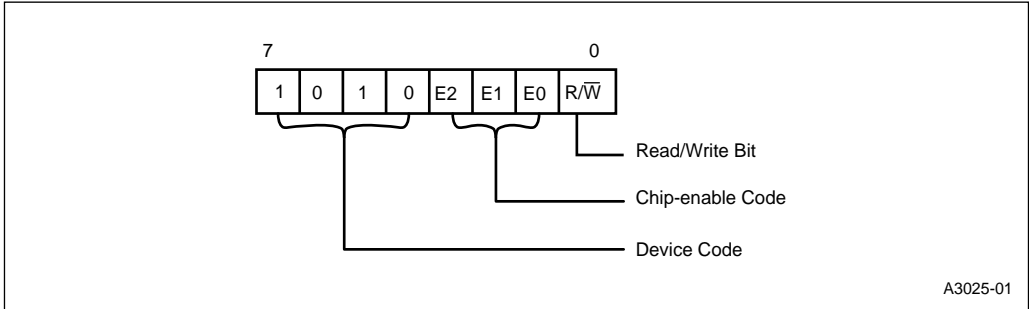 7 0
1 0 1 0 E2 E1 E0 R/W̅
Read/Write Bit
Chip-enable Code
Device Code
A3025-01